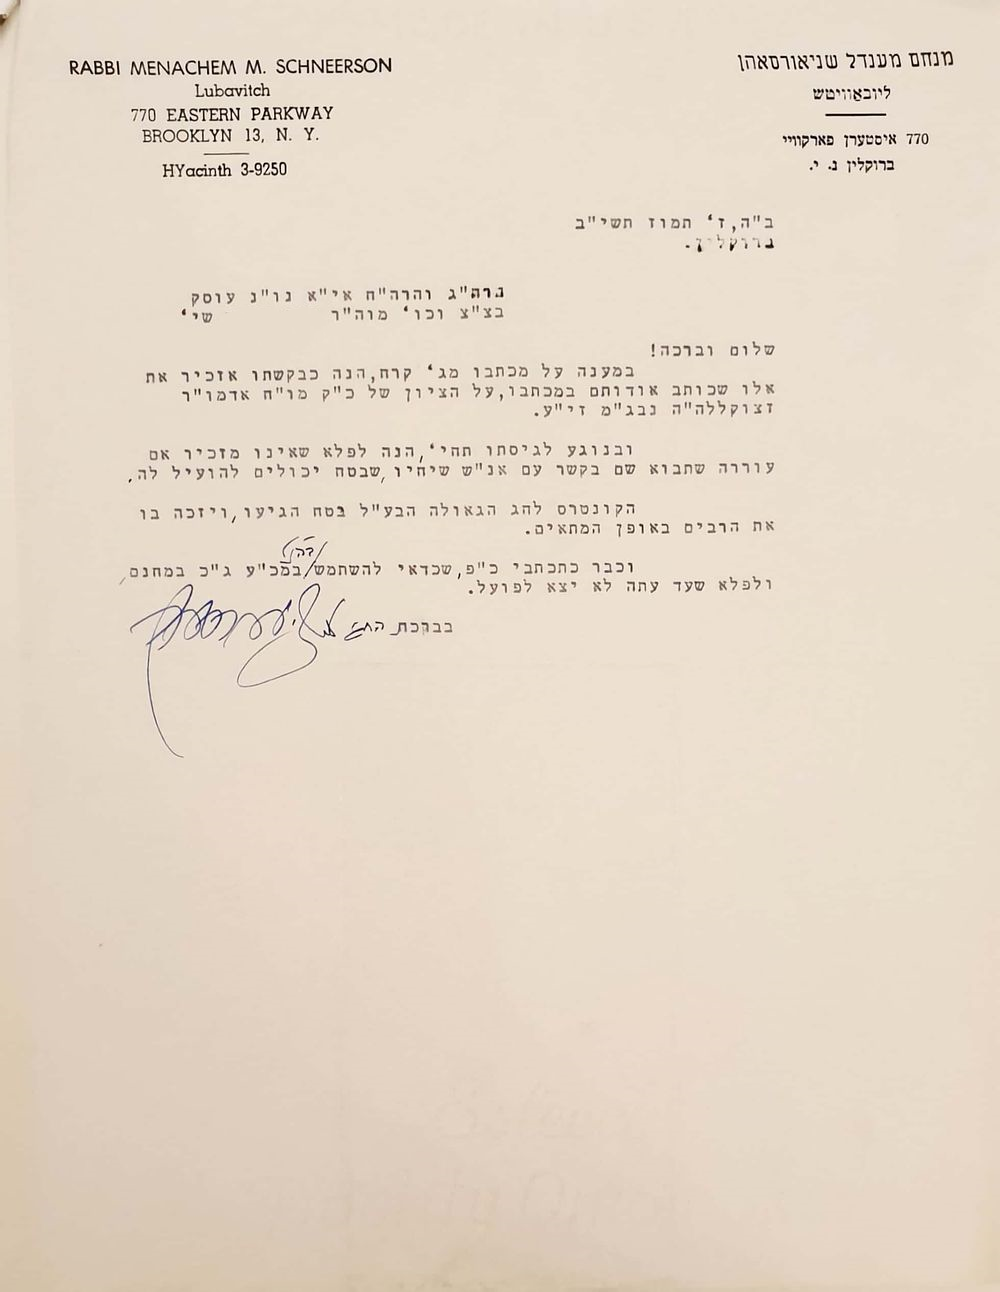 RABBI MENACHEM M. SCHNEERSON
Lubavitch
770 EASTERN PARKWAY
BROOKLYN 13, N. Y.
HYacinth 3-9250
מנחם מענדל שניאורסאהן
ליובאַוויטש
770 איסטערן פארקוויי
ברוקלין נ. י.
ב"ה, ז' תמוז תשי"ב
ברוקלין.
הרה"ג והרה"ח אי"א נו"נ עוסק
בצ"צ וכו' מוה"ר שי'
שלום וברכה!
במענה על מכתבו מג' קרח, הנה כבקשתו אזכיר את
אלו שכותב אודותם במכתבו, על הציון של כ"ק מו"ח אדמו"ר
זצוקללה"ה נבג"מ זי"ע.
ובנוגע לגיסתו תחי', הנה לפלא שאינו מזכיר אם
עוררה שתבוא שם בקשר עם אנ"ש שיחיו, שבטח יכולים להועיל לה.
הקונטרס לחג הגאולה הבע"ל בטח הגיעו, ויזכה בו
את הרבים באופן המתאים.
וכבר כתבתי כ"פ, שכדאי להשתמש במכ"ע ג"כ במחנם,
ולפלא שעד עתה לא יצא לפועל.
בברכת